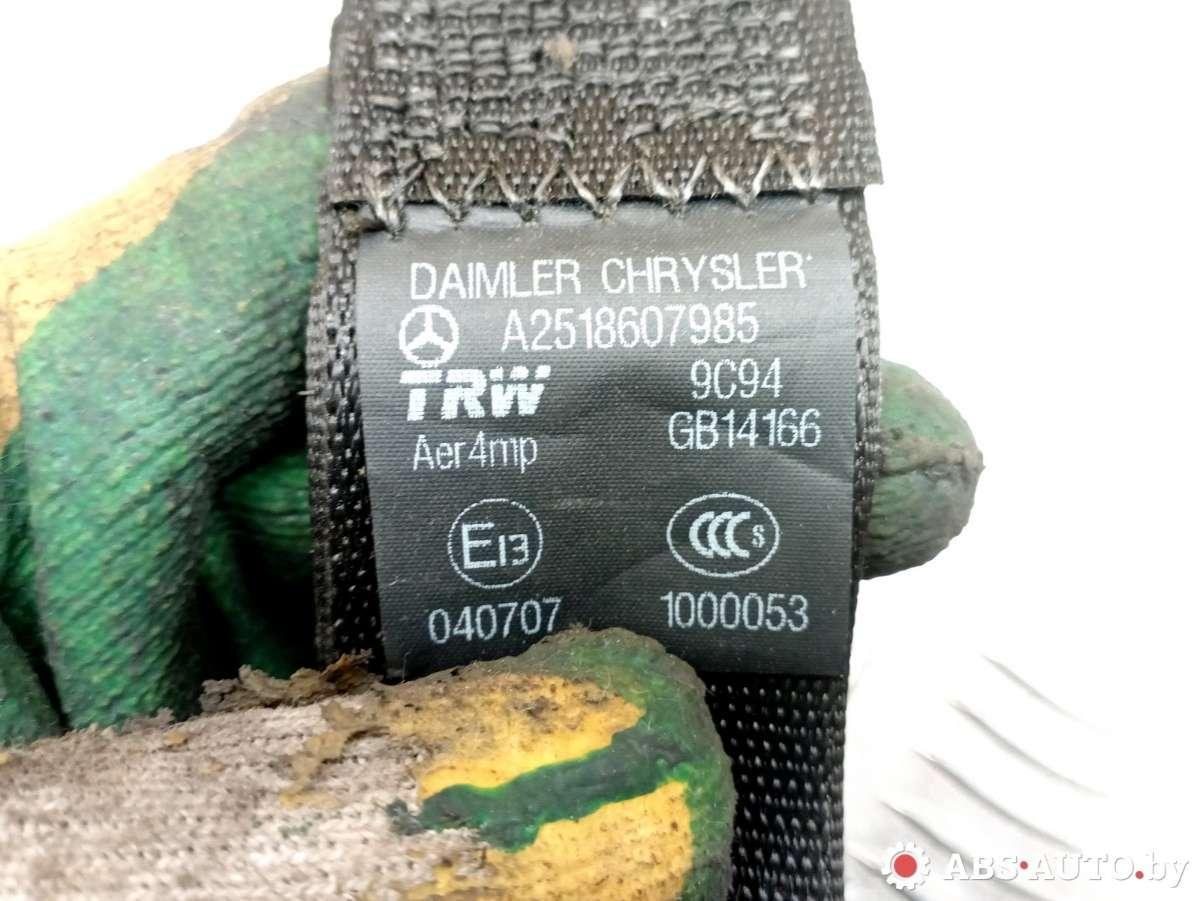 DAIMLER CHRYSLER
A2518607985
TRW 9C94
Aer4mp GB14166
E13 CCC S
040707 1000053
ABS-AUTO.by